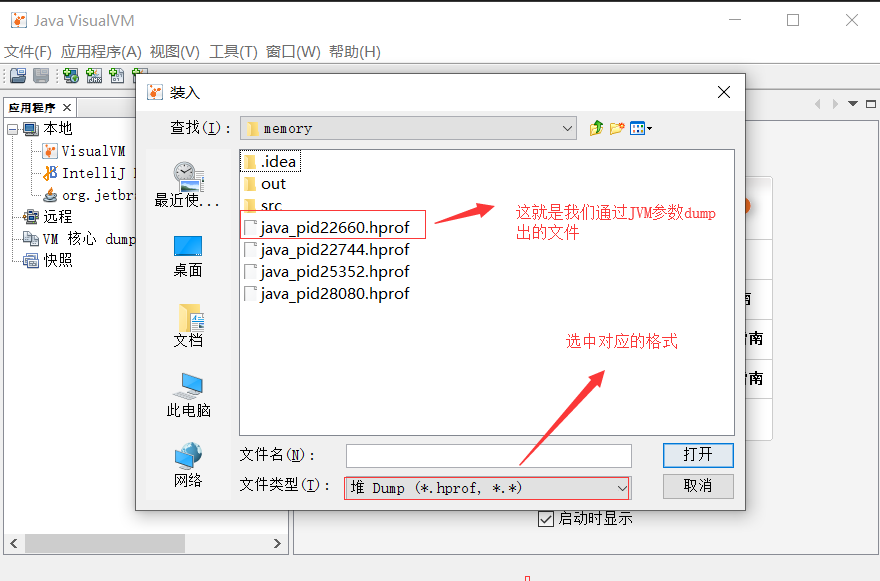 Java VisualVM
文件(F) 应用程序(A) 视图(V) 工具(T) 窗口(W) 帮助(H)
应用程序
本地
VisualVM
IntelliJ
org.jetbr
远程
VM 核心 dump
快照
装入
查找(I):
memory
最近使...
桌面
文档
此电脑
网络
.idea
out
src
java_pid22660.hprof
java_pid22744.hprof
java_pid25352.hprof
java_pid28080.hprof
这就是我们通过JVM参数dump
出的文件
选中对应的格式
文件名(N):
打开
文件类型(T):
堆 Dump (*.hprof, *.*)
取消
南
南
启动时显示